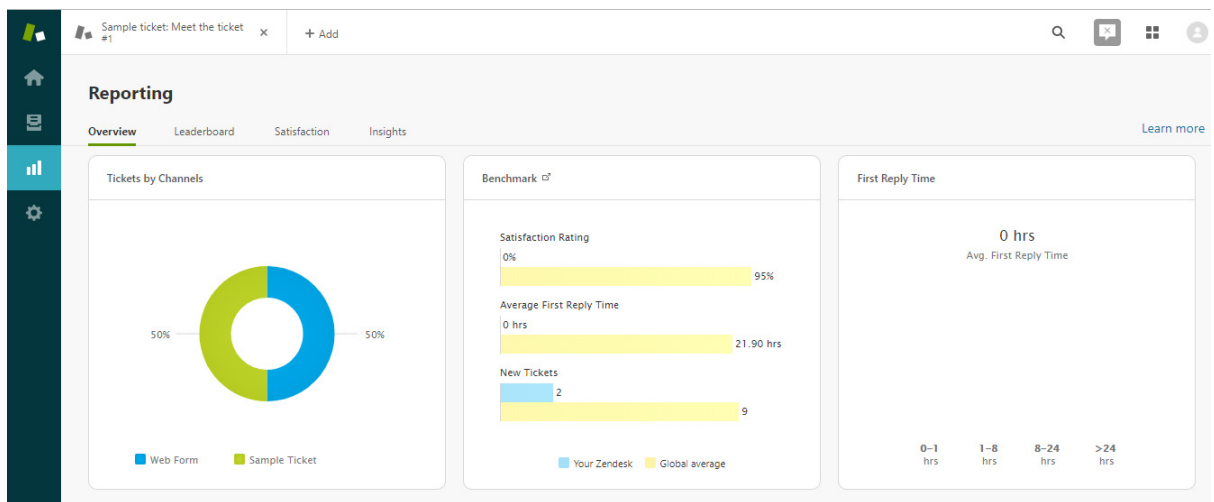 Sample ticket: Meet the ticket
#1
×
+ Add
Reporting
Overview
Leaderboard
Satisfaction
Insights
Learn more
Tickets by Channels
50%
50%
Web Form
Sample Ticket
Benchmark
Satisfaction Rating
0%
95%
Average First Reply Time
0 hrs
21.90 hrs
New Tickets
2
9
Your Zendesk
Global average
First Reply Time
0 hrs
Avg. First Reply Time
0–1
hrs
1–8
hrs
8–24
hrs
>24
hrs